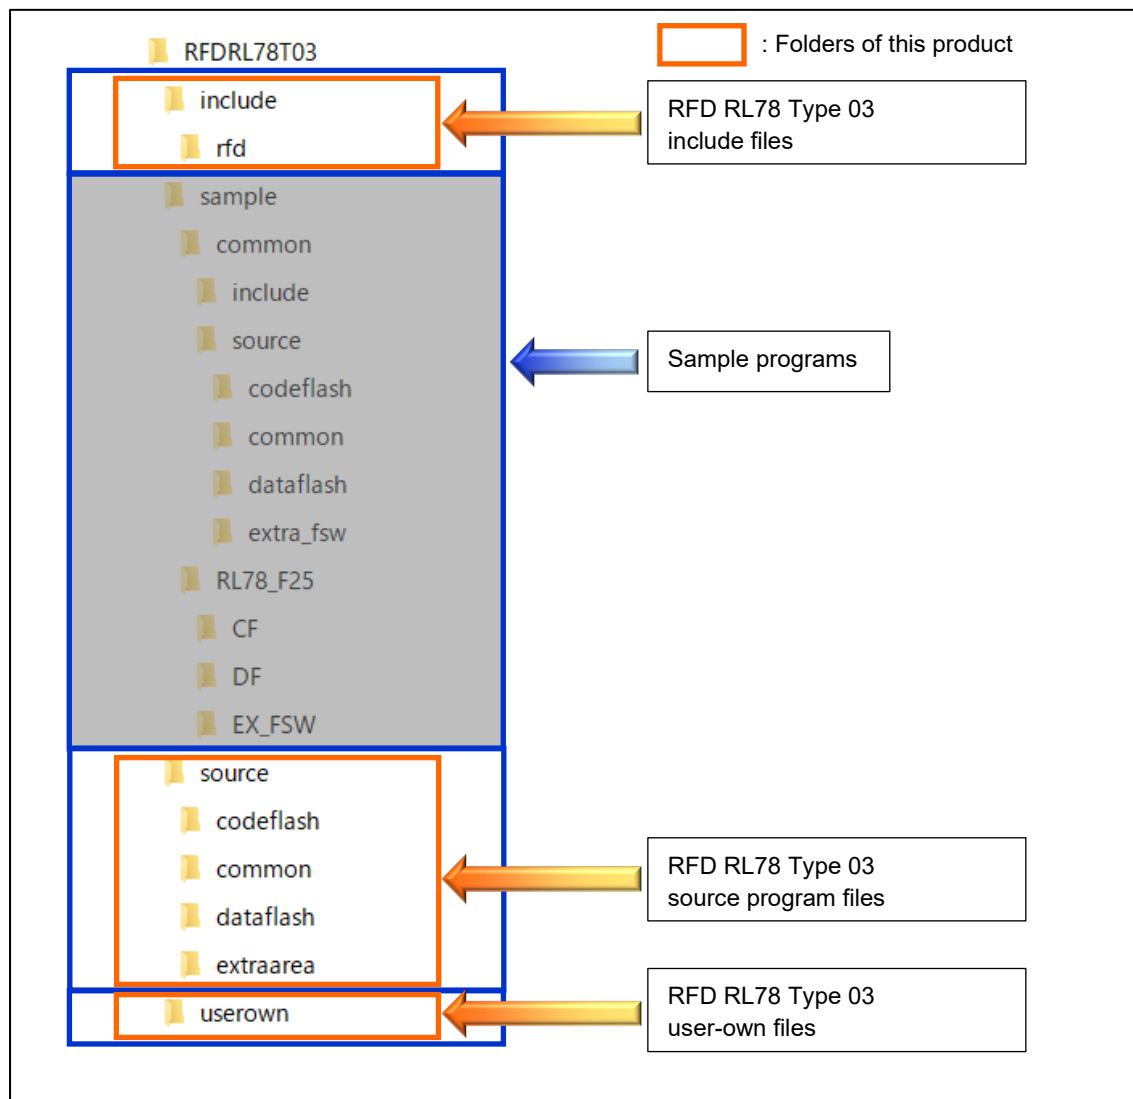 RFDRL78T03
: Folders of this product
include
rfd
RFD RL78 Type 03
include files
sample
common
include
source
codeflash
common
dataflash
extra_fsw
RL78_F25
CF
DF
EX_FSW
Sample programs
source
codeflash
common
dataflash
extraarea
RFD RL78 Type 03
source program files
userown
RFD RL78 Type 03
user-own files